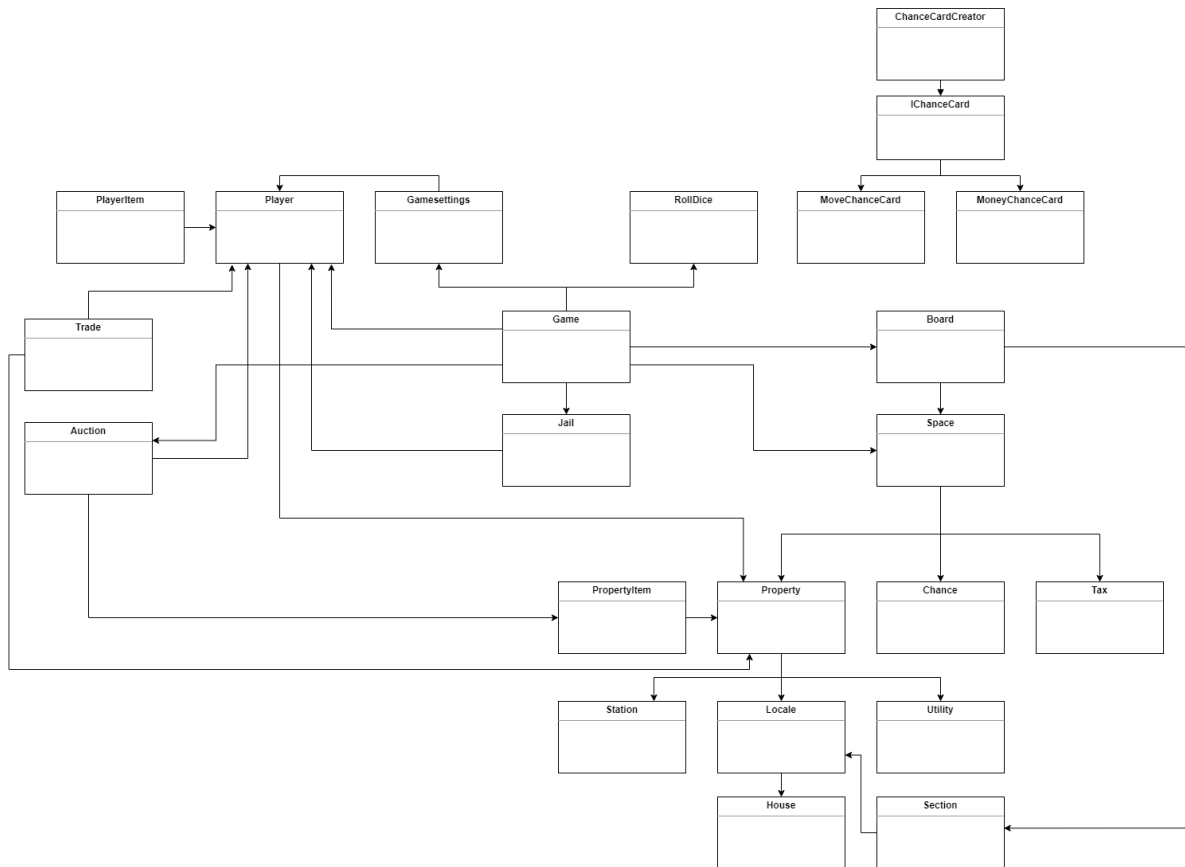 ChanceCardCreator
IChanceCard
PlayerItem
Player
Gamesettings
RollDice
MoveChanceCard
MoneyChanceCard
Trade
Game
Board
Auction
Jail
Space
PropertyItem
Property
Chance
Tax
Station
Locale
Utility
House
Section